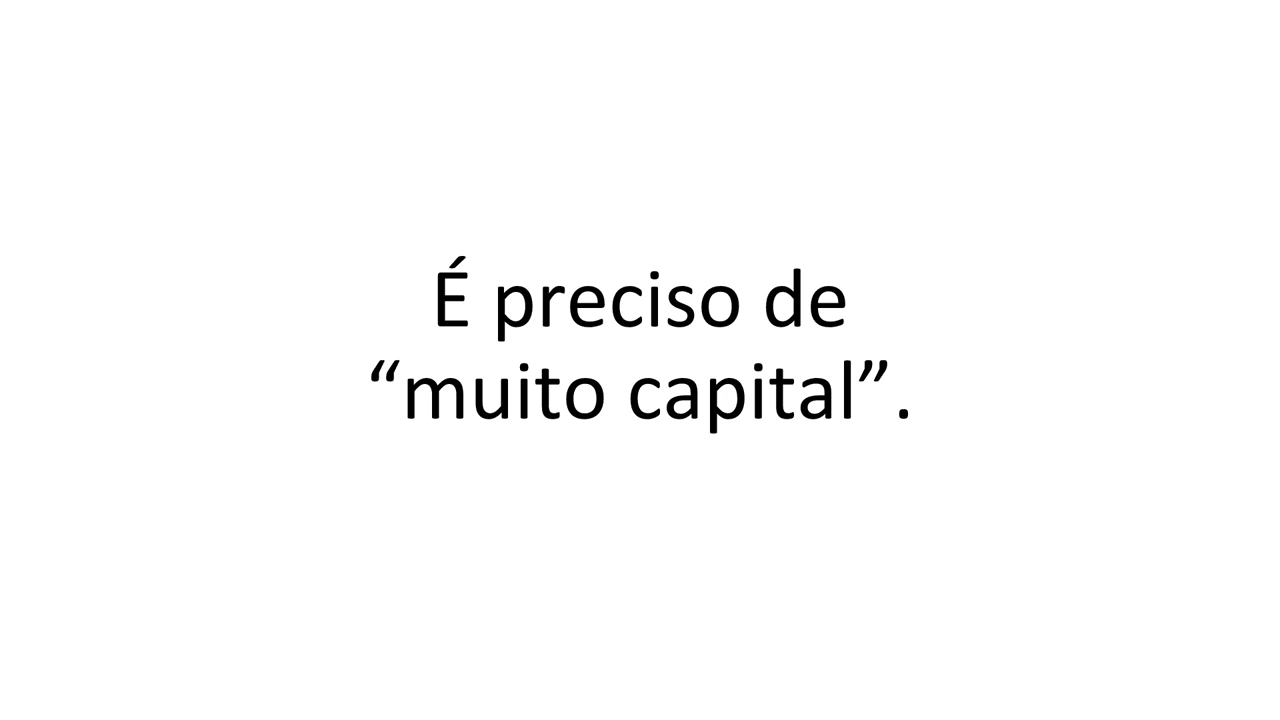 É preciso de
“muito capital”.